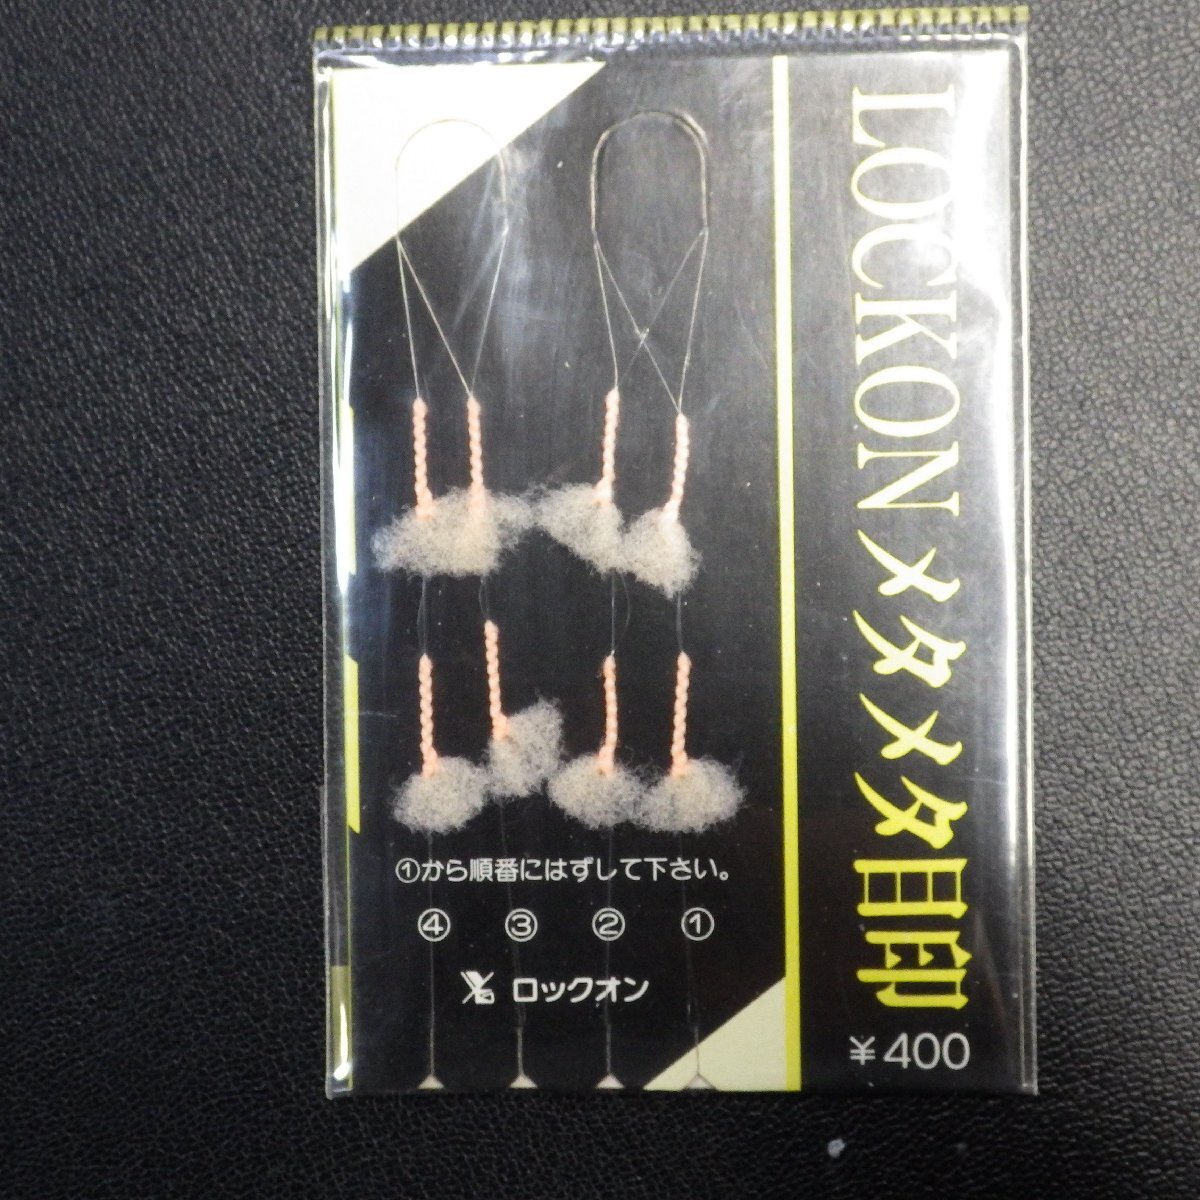 LOCKONメタメタ目印
¥400
①から順番にはずして下さい。
④ ③ ② ①
ロックオン